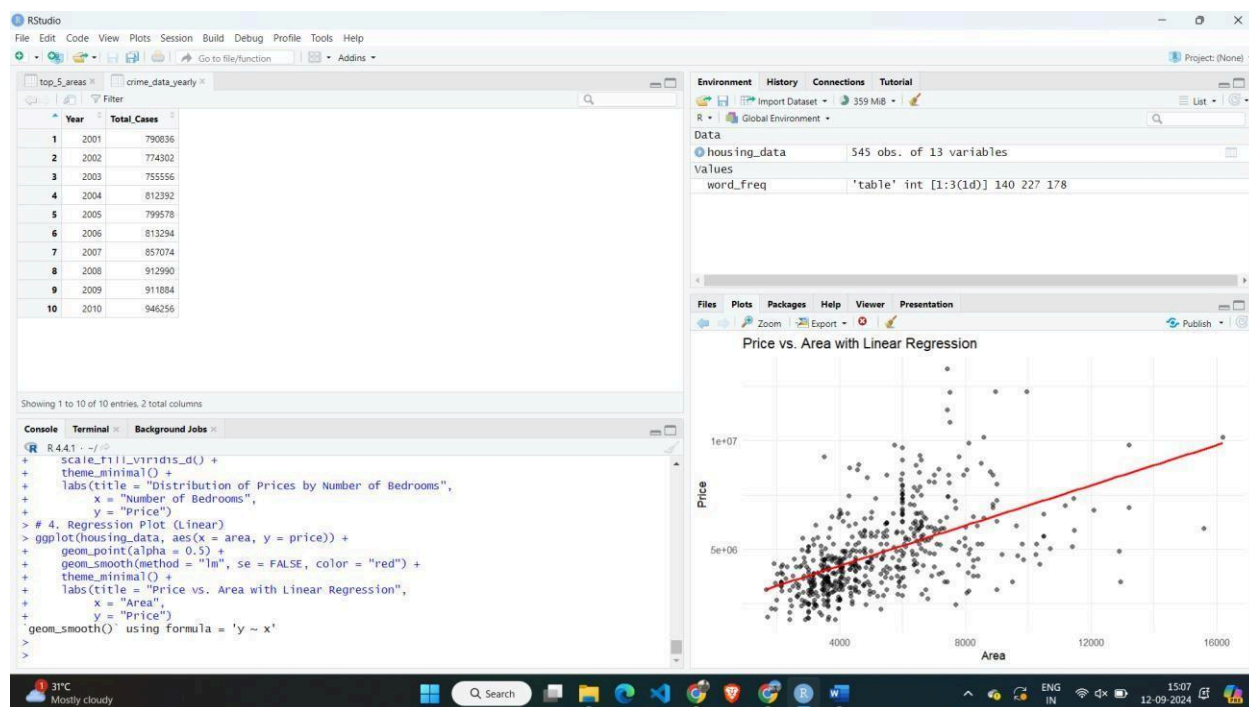 RStudio
File Edit Code View Plots Session Build Debug Profile Tools Help
Go to file/function Addins Project: (None)
top_5_areas crime_data_yearly
Filter
Year Total_Cases
1 2001 790836
2 2002 774302
3 2003 755556
4 2004 812392
5 2005 799578
6 2006 813294
7 2007 857074
8 2008 912990
9 2009 911884
10 2010 946256
Showing 1 to 10 of 10 entries, 2 total columns
Console Terminal Background Jobs
R 4.4.1 · ~/
+ scale_fill_viridis_d() +
+ theme_minimal() +
+ labs(title = "Distribution of Prices by Number of Bedrooms",
+ x = "Number of Bedrooms",
+ y = "Price")
> # 4. Regression Plot (Linear)
> ggplot(housing_data, aes(x = area, y = price)) +
+ geom_point(alpha = 0.5) +
+ geom_smooth(method = "lm", se = FALSE, color = "red") +
+ theme_minimal() +
+ labs(title = "Price vs. Area with Linear Regression",
+ x = "Area",
+ y = "Price")
`geom_smooth()` using formula = 'y ~ x'
>
>
Environment History Connections Tutorial
Import Dataset 359 MiB List
R Global Environment
Data
housing_data 545 obs. of 13 variables
Values
word_freq 'table' int [1:3(1d)] 140 227 178
Files Plots Packages Help Viewer Presentation
Zoom Export Publish
Price vs. Area with Linear Regression
1e+07
Price
5e+06
4000 8000 12000 16000
Area
1 31°C
Mostly cloudy
Search
ENG
IN
15:07
12-09-2024